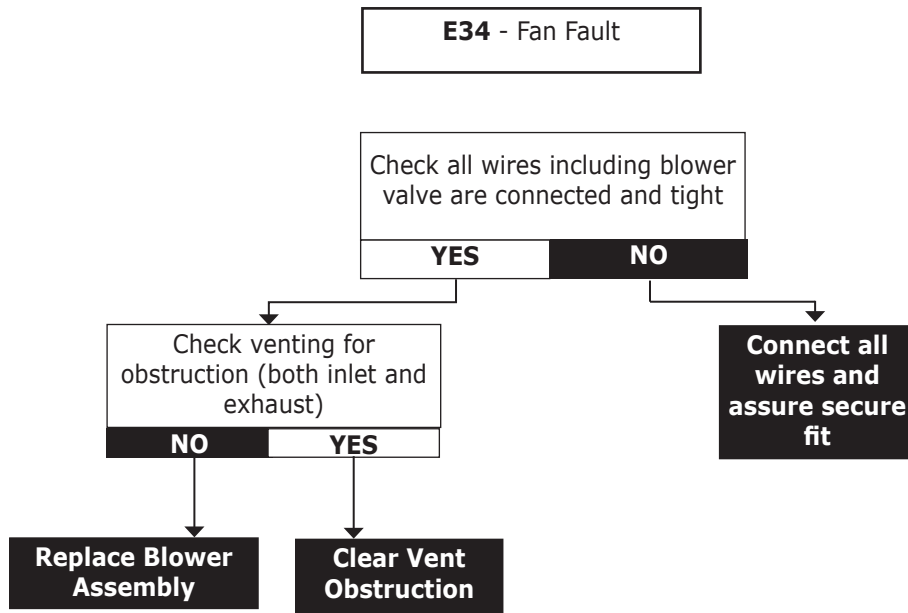 E34 - Fan Fault
Check all wires including blower
valve are connected and tight
YES
NO
Check venting for
obstruction (both inlet and
exhaust)
NO
YES
Connect all
wires and
assure secure
fit
Replace Blower
Assembly
Clear Vent
Obstruction